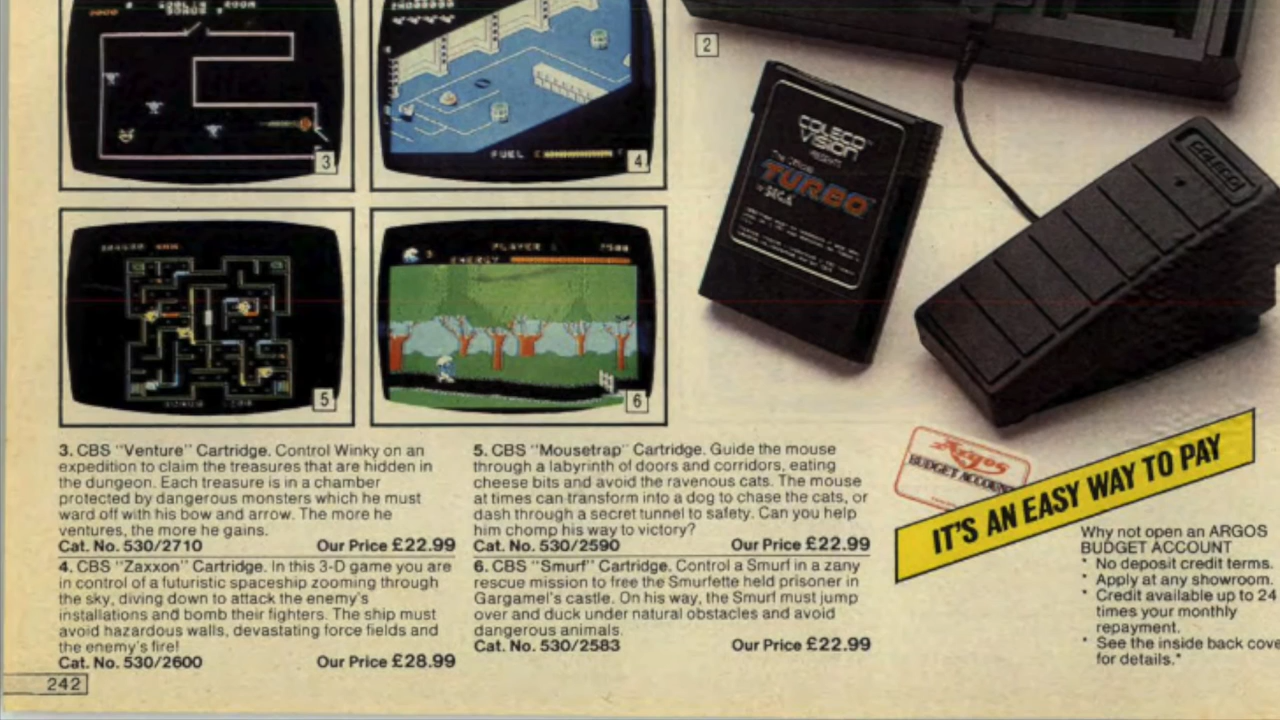 3
4
FUEL
2
COLECO
VISION
PRESENTS
TURBO
SEGA
COLECO
5
PLAYER
ENERGY
6
3. CBS "Venture" Cartridge. Control Winky on an
expedition to claim the treasures that are hidden in
the dungeon. Each treasure is in a chamber
protected by dangerous monsters which he must
ward off with his bow and arrow. The more he
ventures, the more he gains.
Cat. No. 530/2710 Our Price £22.99
4. CBS "Zaxxon" Cartridge. In this 3-D game you are
in control of a futuristic spaceship zooming through
the sky, diving down to attack the enemy's
installations and bomb their fighters. The ship must
avoid hazardous walls, devastating force fields and
the enemy's fire!
Cat. No. 530/2600 Our Price £28.99
5. CBS "Mousetrap" Cartridge. Guide the mouse
through a labyrinth of doors and corridors, eating
cheese bits and avoid the ravenous cats. The mouse
at times can transform into a dog to chase the cats, or
dash through a secret tunnel to safety. Can you help
him chomp his way to victory?
Cat. No. 530/2590 Our Price £22.99
6. CBS "Smurf" Cartridge. Control a Smurf in a zany
rescue mission to free the Smurfette held prisoner in
Gargamel's castle. On his way, the Smurf must jump
over and duck under natural obstacles and avoid
dangerous animals.
Cat. No. 530/2583 Our Price £22.99
Argos
BUDGET ACCOUNT
IT'S AN EASY WAY TO PAY
Why not open an ARGOS
BUDGET ACCOUNT
* No deposit credit terms.
* Apply at any showroom.
* Credit available up to 24
times your monthly
repayment.
* See the inside back cove
for details.*
242